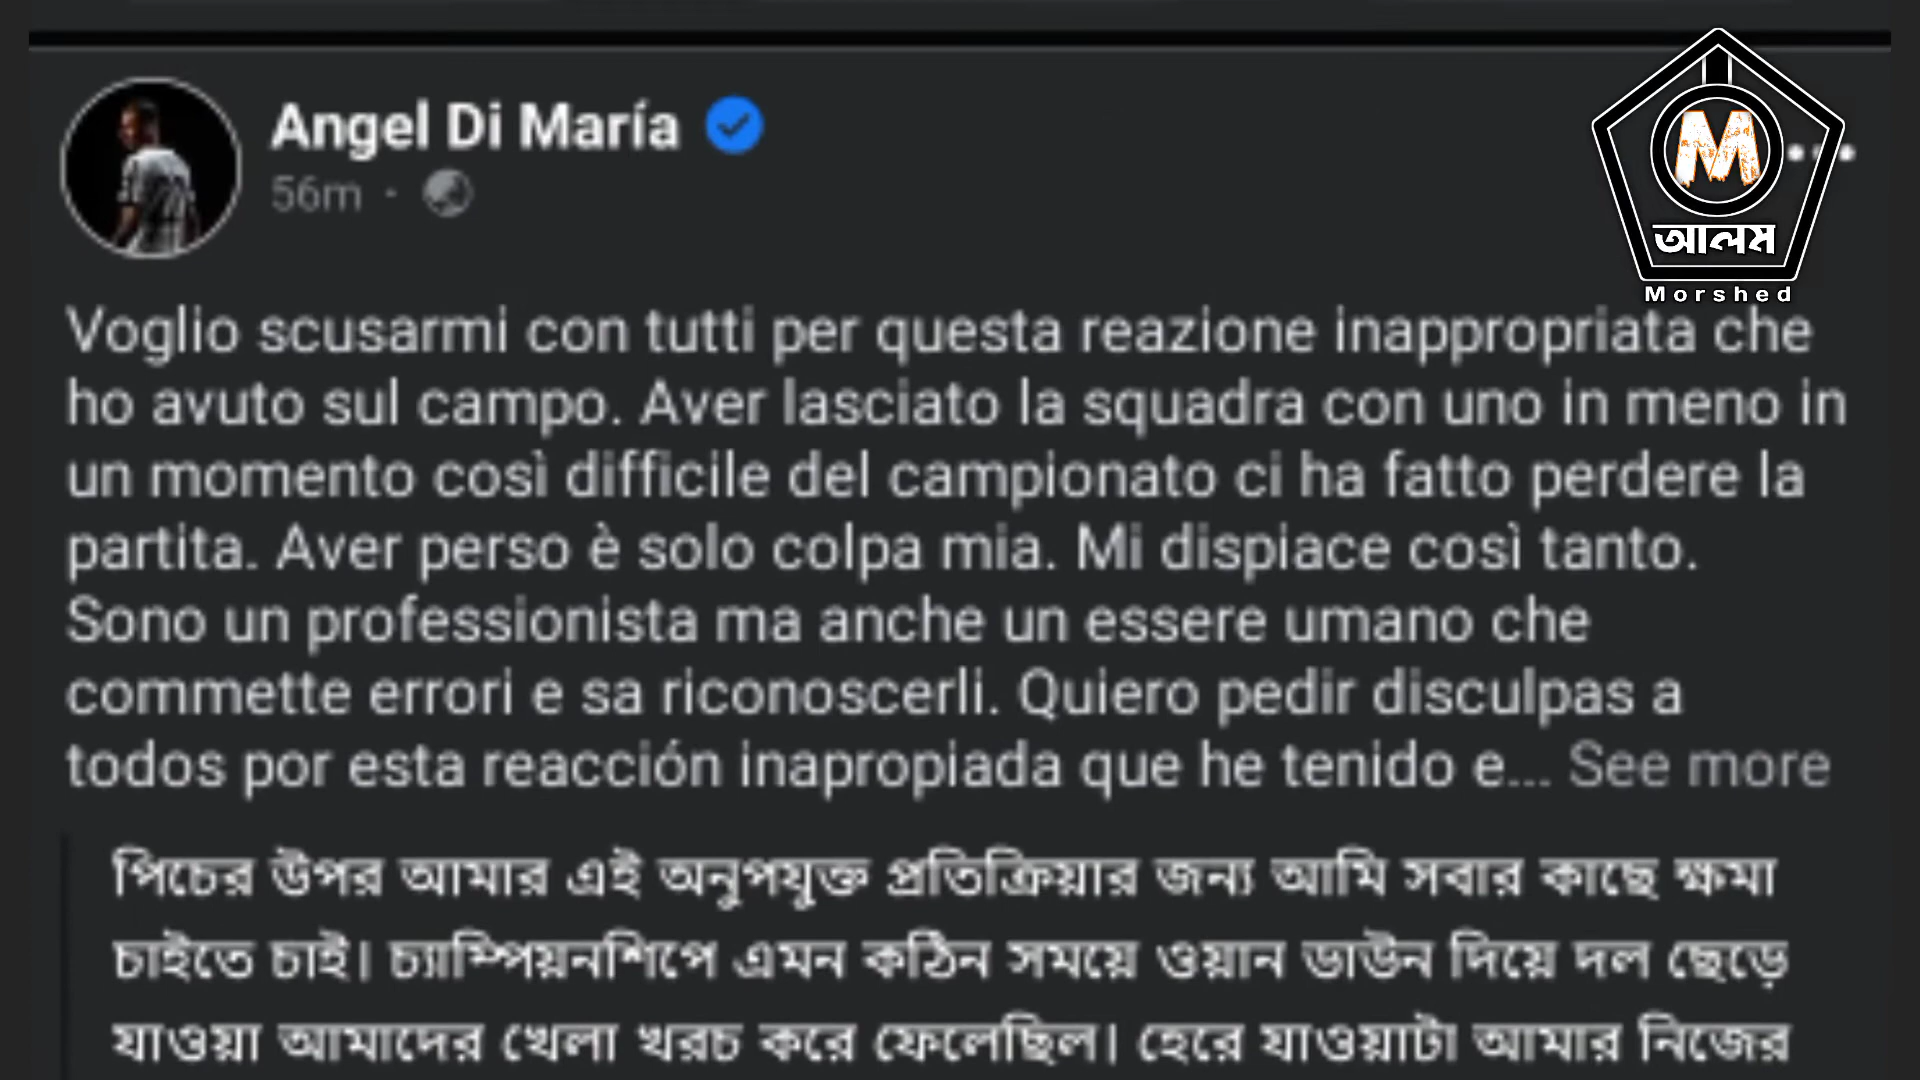 Angel Di María
56m ·
M
আলম
Morshed
Voglio scusarmi con tutti per questa reazione inappropriata che
ho avuto sul campo. Aver lasciato la squadra con uno in meno in
un momento così difficile del campionato ci ha fatto perdere la
partita. Aver perso è solo colpa mia. Mi dispiace così tanto.
Sono un professionista ma anche un essere umano che
commette errori e sa riconoscerli. Quiero pedir disculpas a
todos por esta reacción inapropiada que he tenido e... See more
পিচের উপর আমার এই অনুপযুক্ত প্রতিক্রিয়ার জন্য আমি সবার কাছে ক্ষমা
চাইতে চাই। চ্যাম্পিয়নশিপে এমন কঠিন সময়ে ওয়ান ডাউন দিয়ে দল ছেড়ে
যাওয়া আমাদের খেলা খরচ করে ফেলেছিল। হেরে যাওয়াটা আমার নিজের